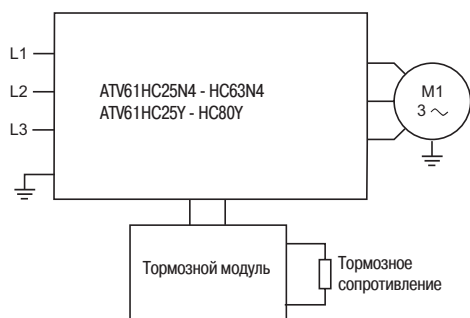 L1
L2
L3
ATV61HC25N4 - HC63N4
ATV61HC25Y - HC80Y
M1
3 ~
Тормозной модуль
Тормозное
сопротивление